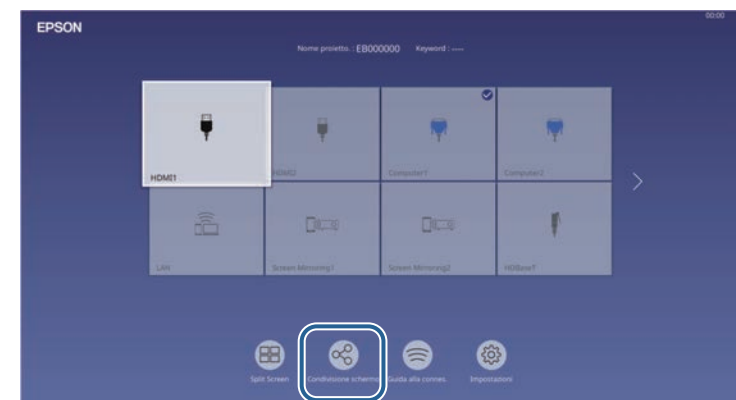 00:00
EPSON
Nome proietto. : EB000000 Keyword : ----
HDMI1 HDMI2 Computer1 Computer2
LAN Screen Mirroring1 Screen Mirroring2 HDBaseT
Split Screen Condivisione schermo Guida alla connes. Impostazioni